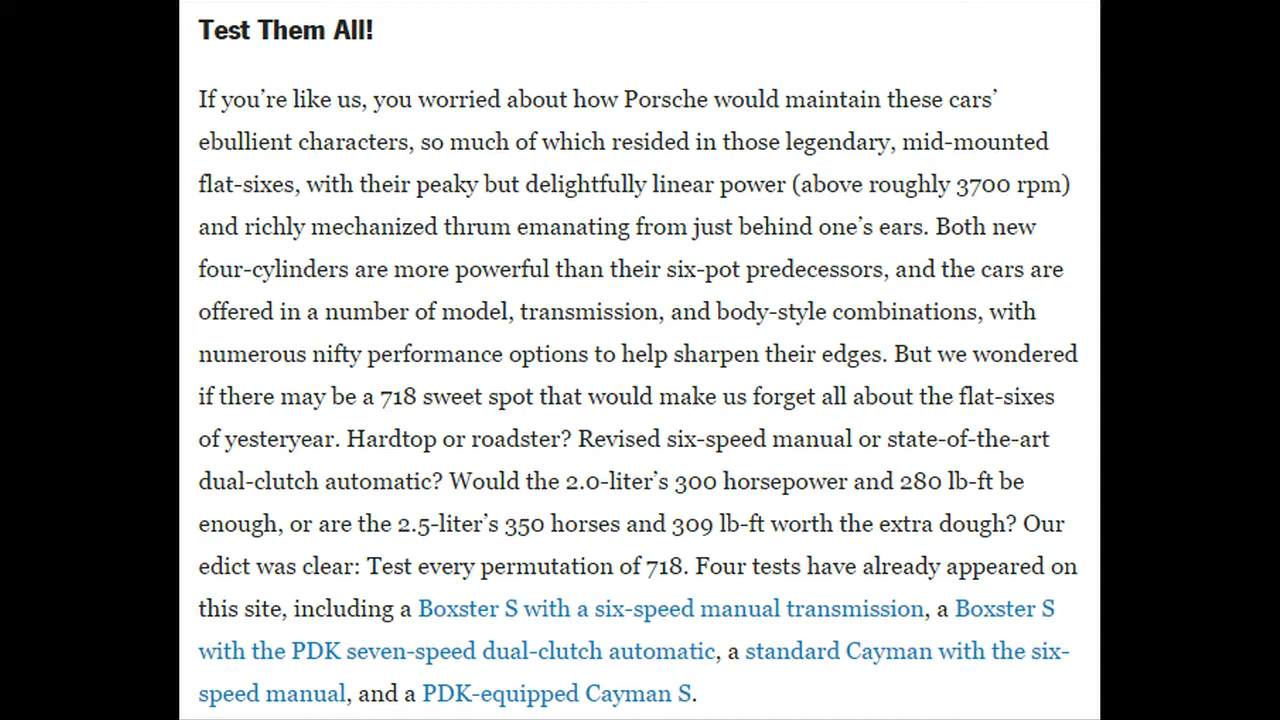 Test Them All!
If you’re like us, you worried about how Porsche would maintain these cars’
ebullient characters, so much of which resided in those legendary, mid-mounted
flat-sixes, with their peaky but delightfully linear power (above roughly 3700 rpm)
and richly mechanized thrum emanating from just behind one’s ears. Both new
four-cylinders are more powerful than their six-pot predecessors, and the cars are
offered in a number of model, transmission, and body-style combinations, with
numerous nifty performance options to help sharpen their edges. But we wondered
if there may be a 718 sweet spot that would make us forget all about the flat-sixes
of yesteryear. Hardtop or roadster? Revised six-speed manual or state-of-the-art
dual-clutch automatic? Would the 2.0-liter’s 300 horsepower and 280 lb-ft be
enough, or are the 2.5-liter’s 350 horses and 309 lb-ft worth the extra dough? Our
edict was clear: Test every permutation of 718. Four tests have already appeared on
this site, including a Boxster S with a six-speed manual transmission, a Boxster S
with the PDK seven-speed dual-clutch automatic, a standard Cayman with the six-
speed manual, and a PDK-equipped Cayman S.